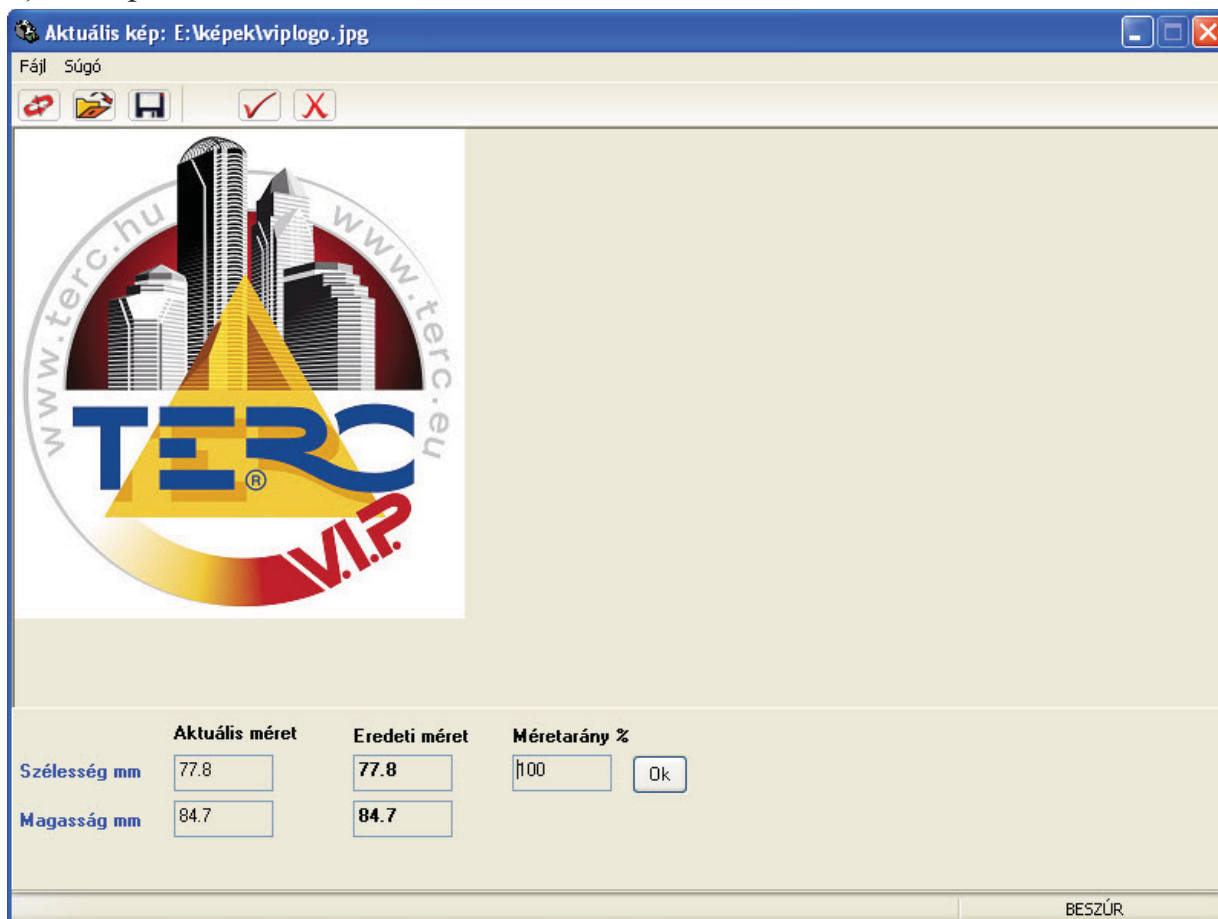 Aktuális kép: E:\képek\viplogo.jpg
Fájl Súgó
www.terc.hu
www.terc.eu
TERC
®
V.I.P.
Aktuális méret Eredeti méret Méretarány %
Szélesség mm 77.8 77.8 100 Ok
Magasság mm 84.7 84.7
BESZÚR